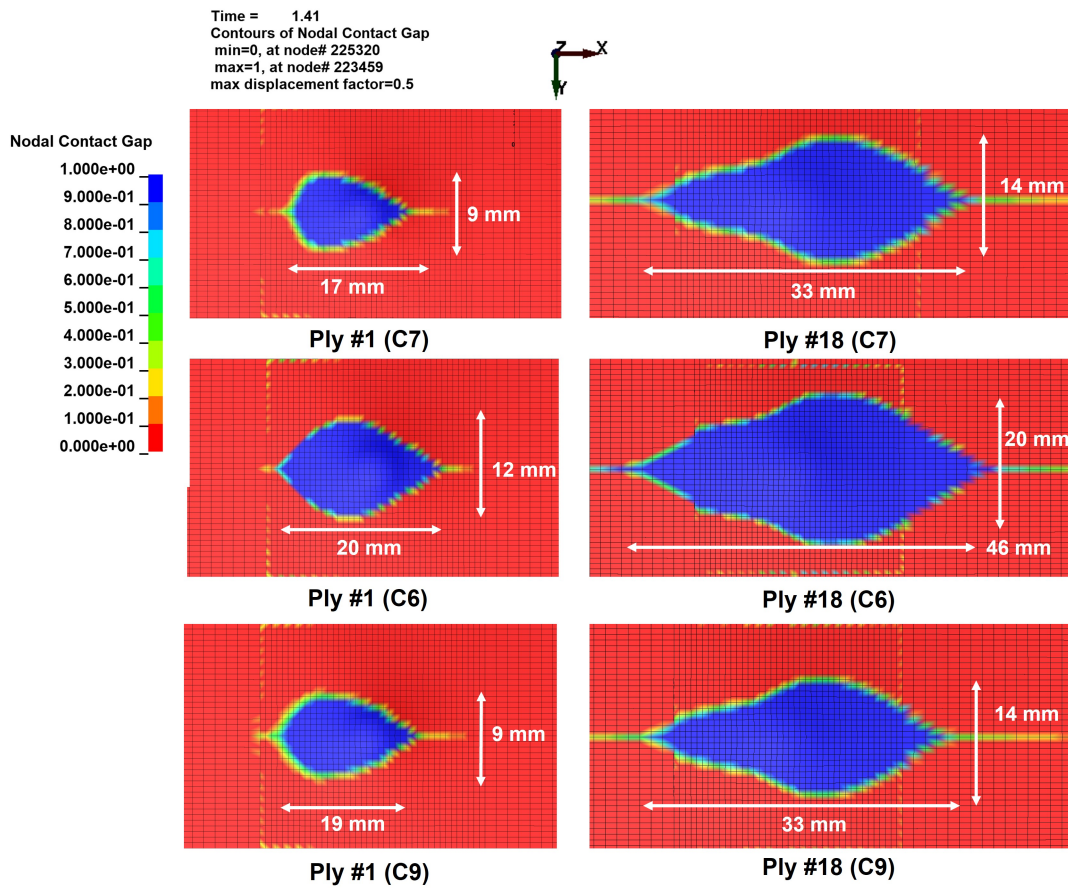 Time = 1.41
Contours of Nodal Contact Gap
min=0, at node# 225320
max=1, at node# 223459
max displacement factor=0.5
Z
X
Y
Nodal Contact Gap
1.000e+00
9.000e-01
8.000e-01
7.000e-01
6.000e-01
5.000e-01
4.000e-01
3.000e-01
2.000e-01
1.000e-01
0.000e+00
9 mm
17 mm
Ply #1 (C7)
14 mm
33 mm
Ply #18 (C7)
12 mm
20 mm
Ply #1 (C6)
20 mm
46 mm
Ply #18 (C6)
9 mm
19 mm
Ply #1 (C9)
14 mm
33 mm
Ply #18 (C9)